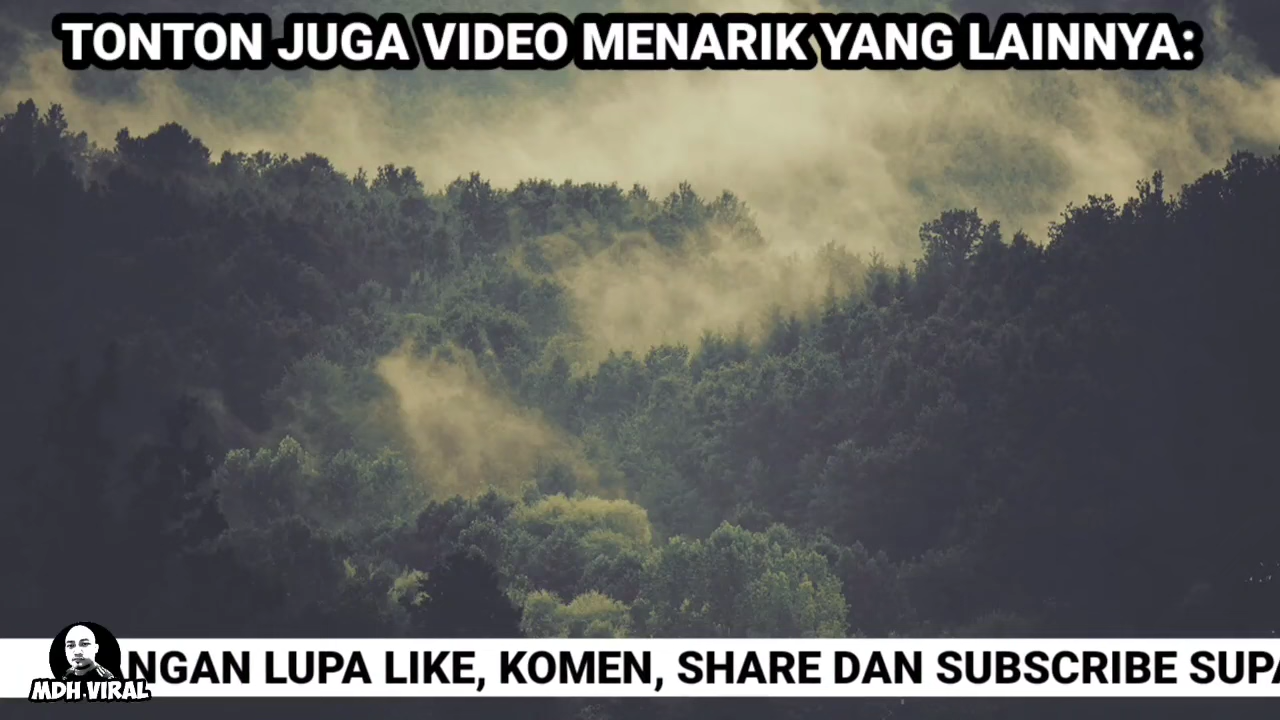 TONTON JUGA VIDEO MENARIK YANG LAINNYA:
NGAN LUPA LIKE, KOMEN, SHARE DAN SUBSCRIBE SUPA
MDH VIRAL